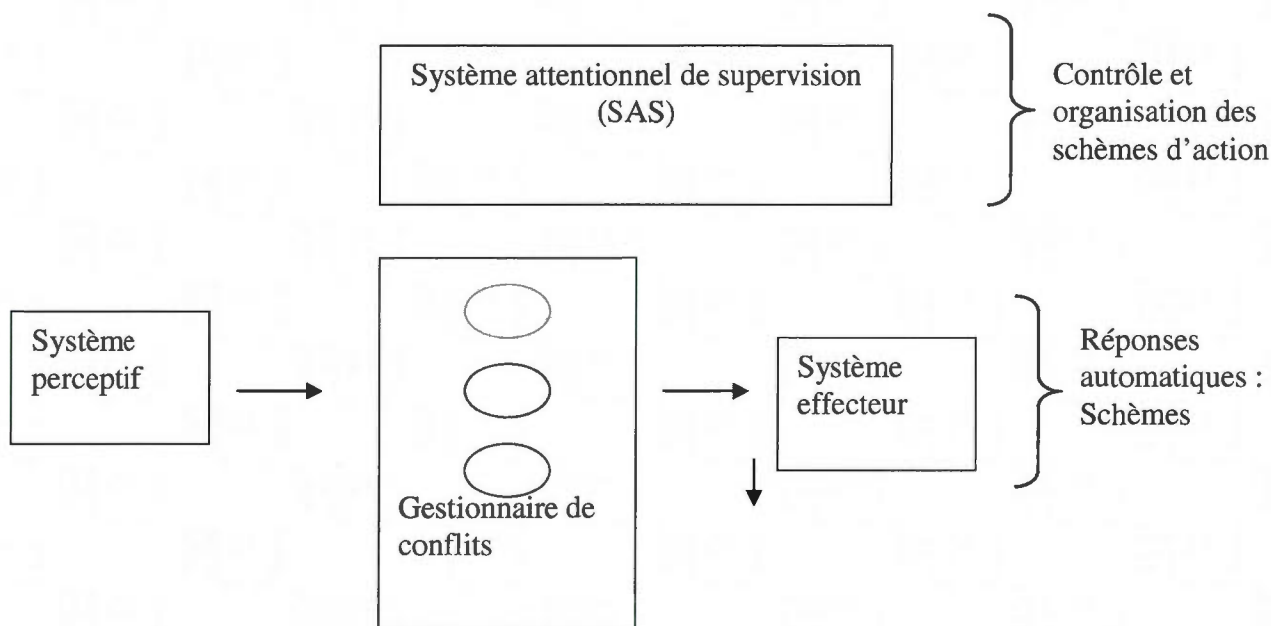 Système attentionnel de supervision
(SAS)
Contrôle et
organisation des
schèmes d'action
Système
perceptif
Gestionnaire de
conflits
Système
effecteur
Réponses
automatiques :
Schèmes